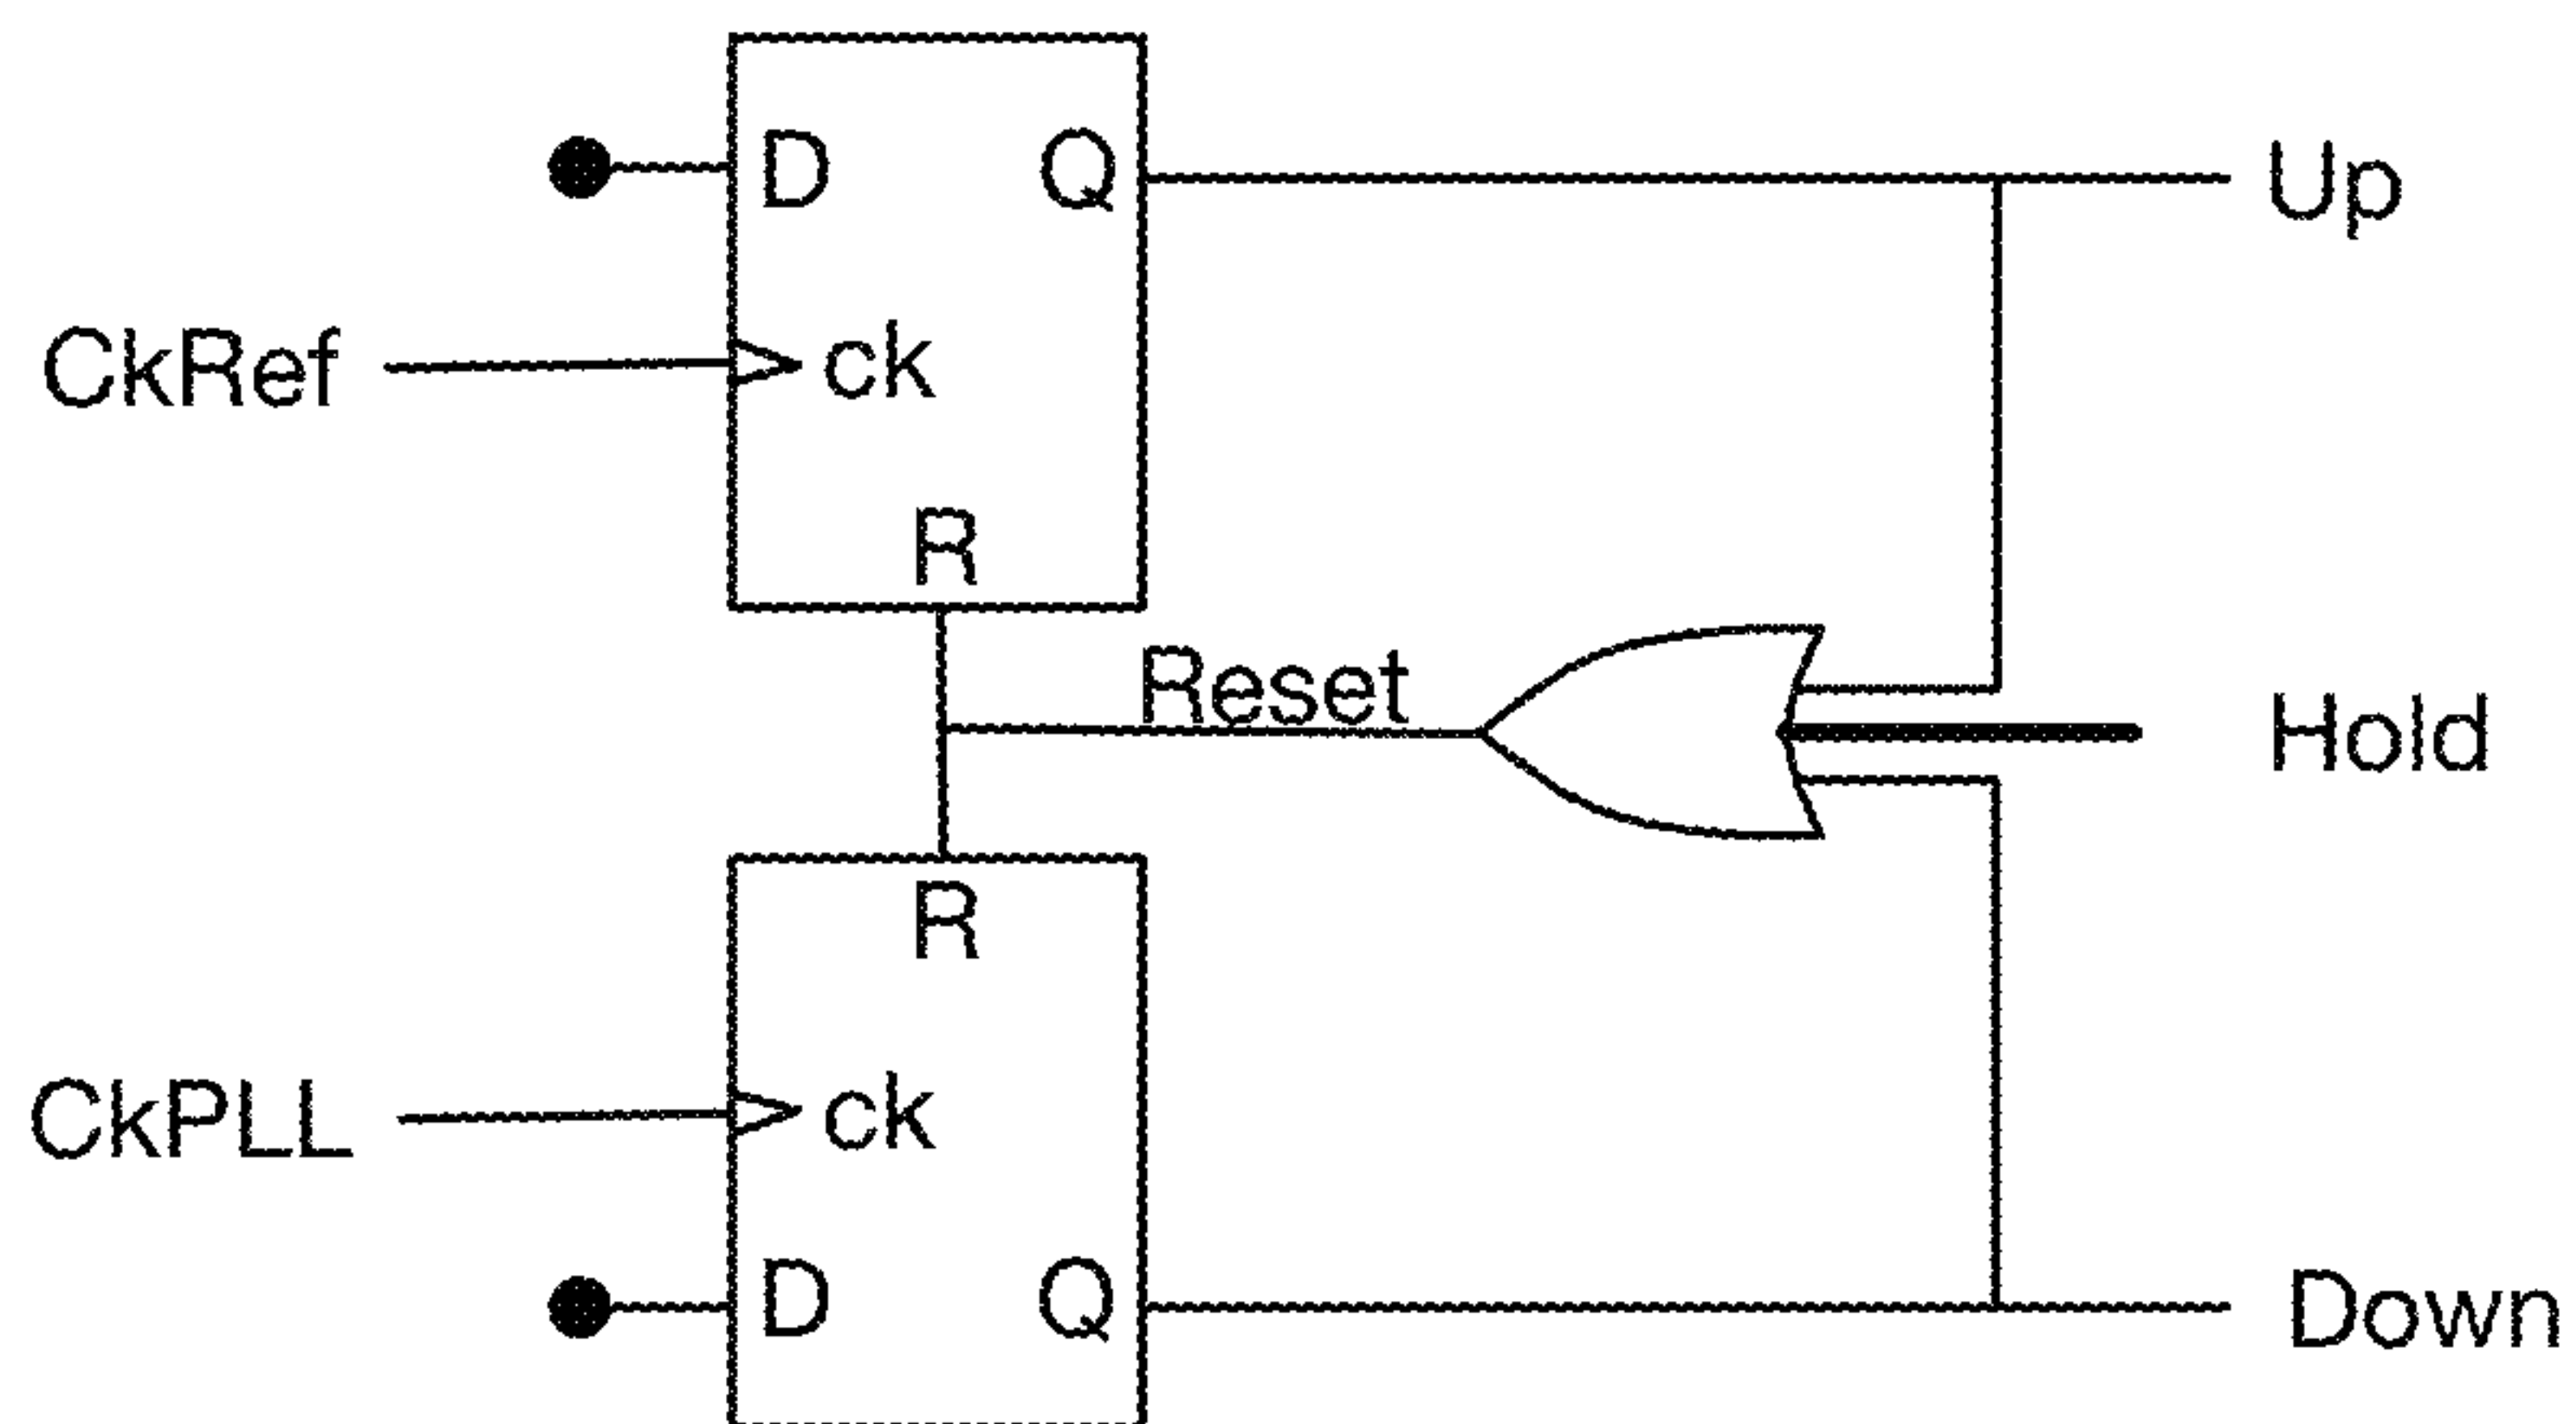 D Q
Up
CkRef
ck
R
Reset
Hold
R
CkPLL
ck
D Q
Down